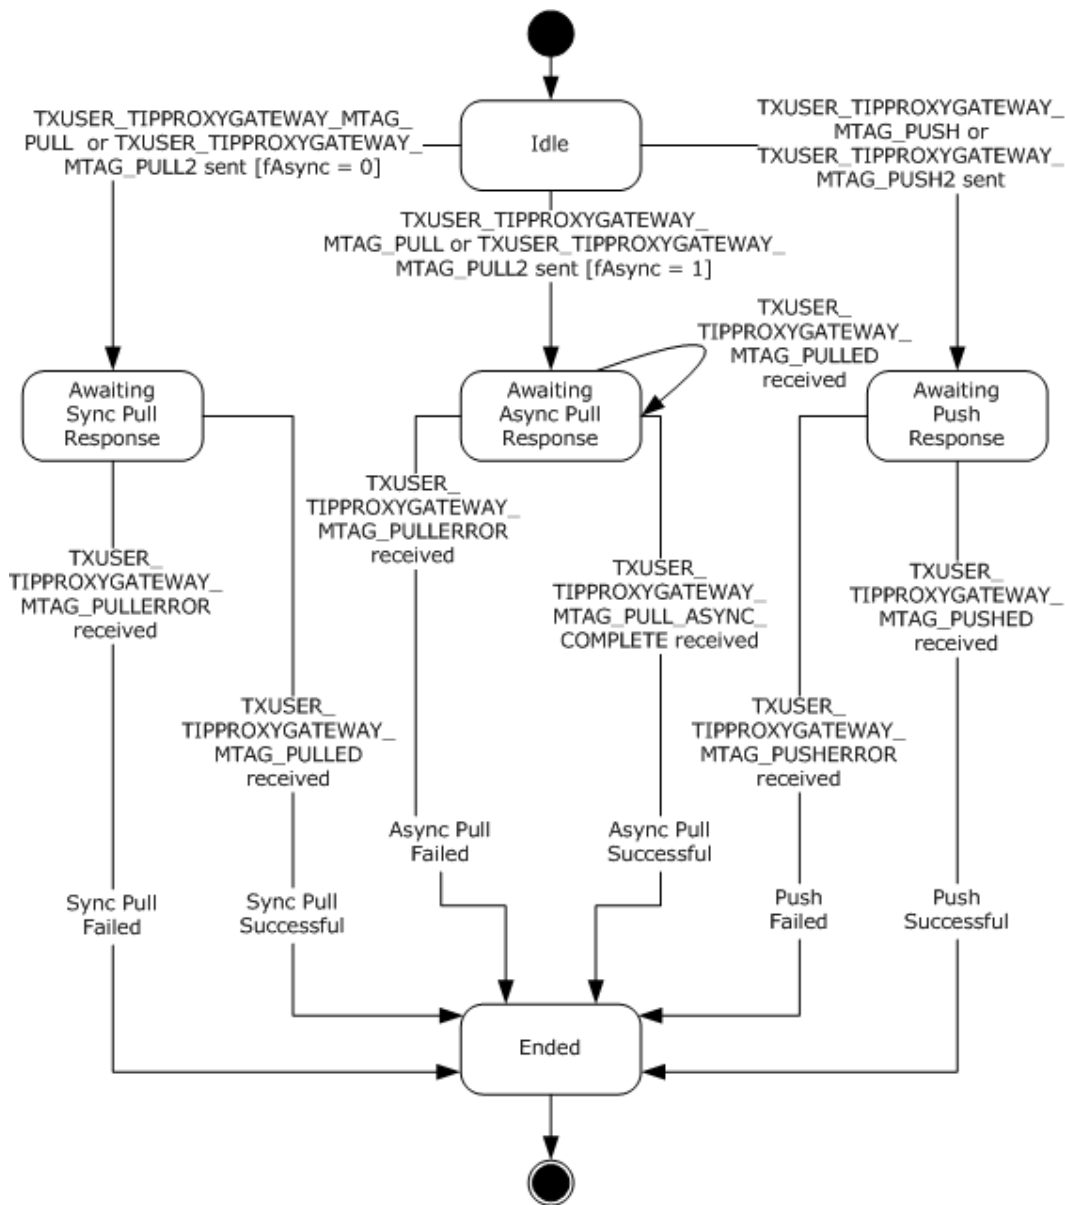 TXUSER_TIPPROXYGATEWAY_MTAG_
PULL or TXUSER_TIPPROXYGATEWAY_
MTAG_PULL2 sent [fAsync = 0]
Idle
TXUSER_TIPPROXYGATEWAY_
MTAG_PUSH or
TXUSER_TIPPROXYGATEWAY_
MTAG_PUSH2 sent
TXUSER_TIPPROXYGATEWAY_
MTAG_PULL or TXUSER_TIPPROXYGATEWAY_
MTAG_PULL2 sent [fAsync = 1]
TXUSER_
TIPPROXYGATEWAY_
MTAG_PULLED
received
Awaiting
Sync Pull
Response
Awaiting
Async Pull
Response
Awaiting
Push
Response
TXUSER_
TIPPROXYGATEWAY_
MTAG_PULLERROR
received
TXUSER_
TIPPROXYGATEWAY_
MTAG_PULLERROR
received
TXUSER_
TIPPROXYGATEWAY_
MTAG_PULL_ASYNC_
COMPLETE received
TXUSER_
TIPPROXYGATEWAY_
MTAG_PUSHED
received
TXUSER_
TIPPROXYGATEWAY_
MTAG_PULLED
received
TXUSER_
TIPPROXYGATEWAY_
MTAG_PUSHERROR
received
Async Pull
Failed
Async Pull
Successful
Sync Pull
Failed
Sync Pull
Successful
Push
Failed
Push
Successful
Ended